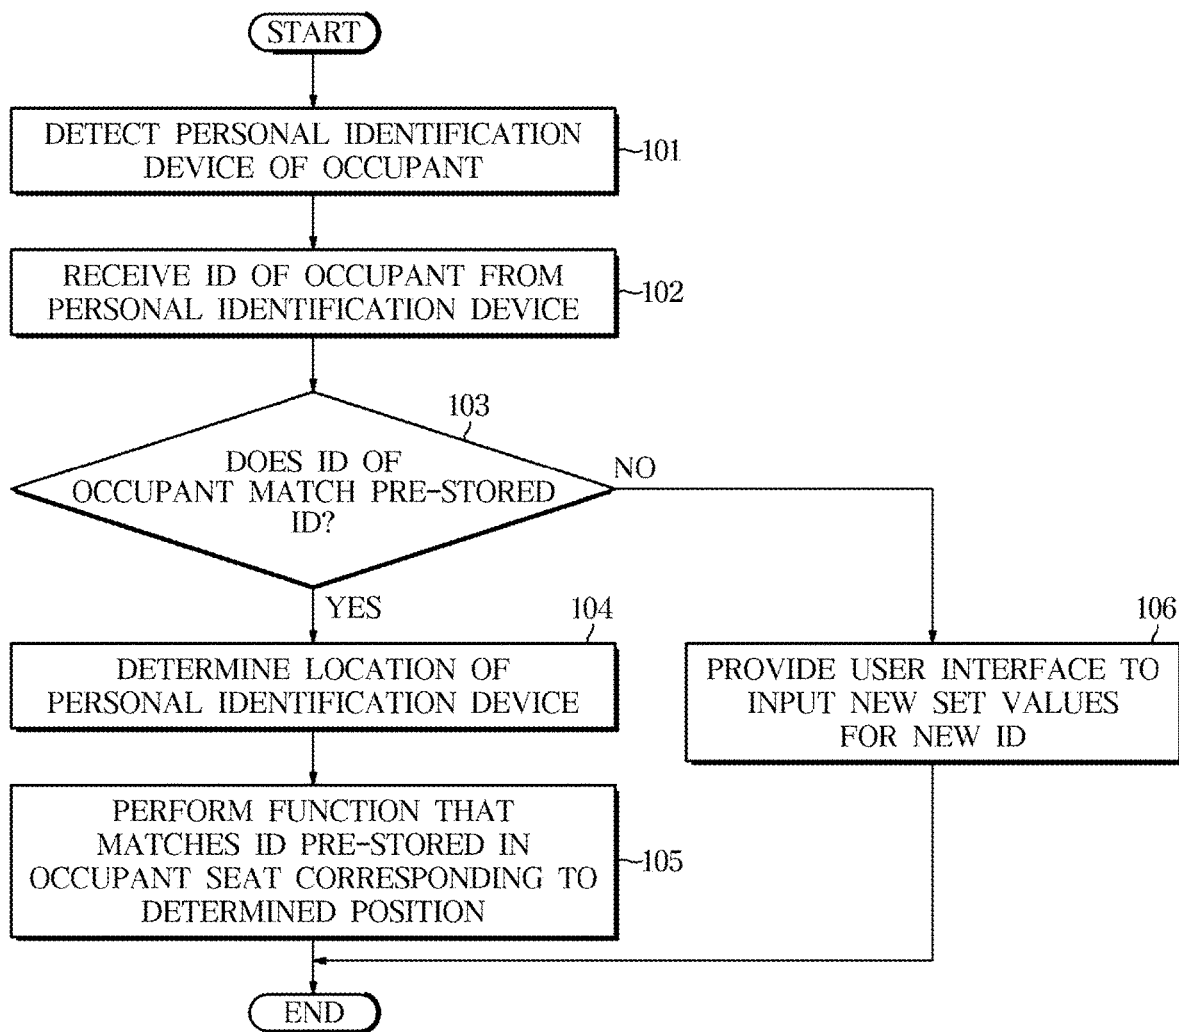 START
DETECT PERSONAL IDENTIFICATION
DEVICE OF OCCUPANT
101
RECEIVE ID OF OCCUPANT FROM
PERSONAL IDENTIFICATION DEVICE
102
103
DOES ID OF
OCCUPANT MATCH PRE-STORED
ID?
NO
YES
104
DETERMINE LOCATION OF
PERSONAL IDENTIFICATION DEVICE
106
PROVIDE USER INTERFACE TO
INPUT NEW SET VALUES
FOR NEW ID
PERFORM FUNCTION THAT
MATCHES ID PRE-STORED IN
OCCUPANT SEAT CORRESPONDING TO
DETERMINED POSITION
105
END